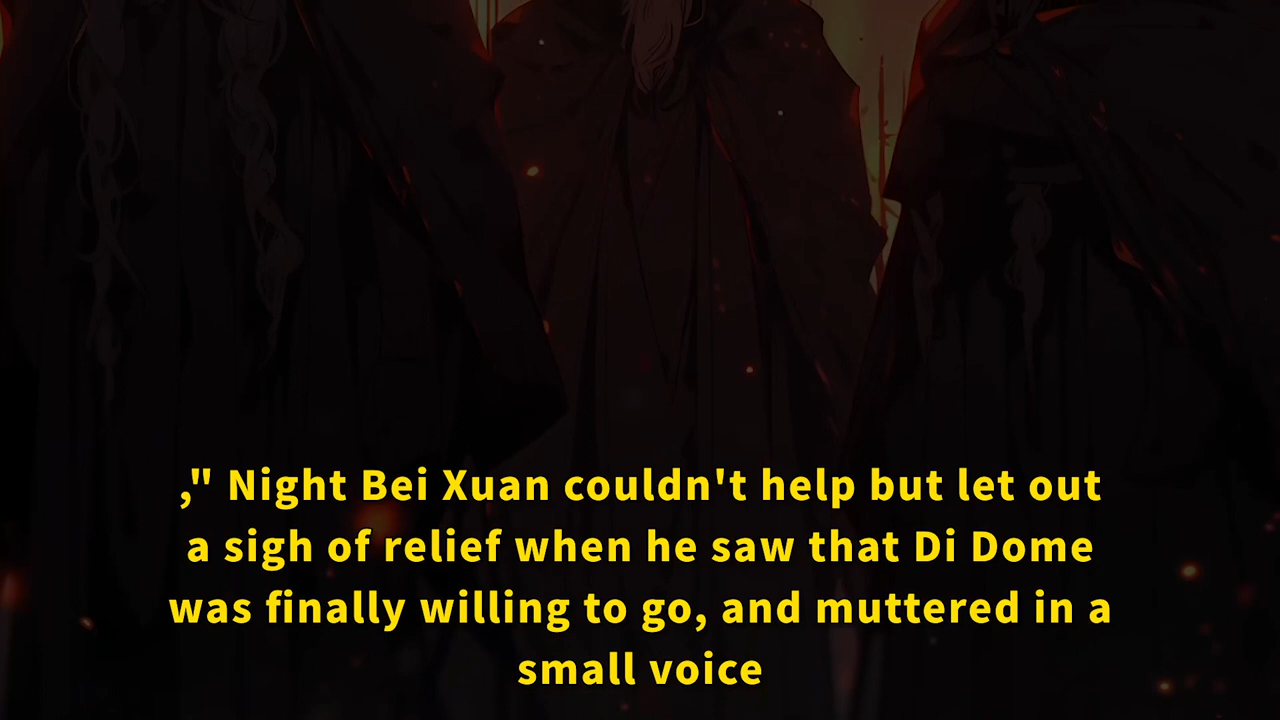 ," Night Bei Xuan couldn't help but let out
a sigh of relief when he saw that Di Dome
was finally willing to go, and muttered in a
small voice